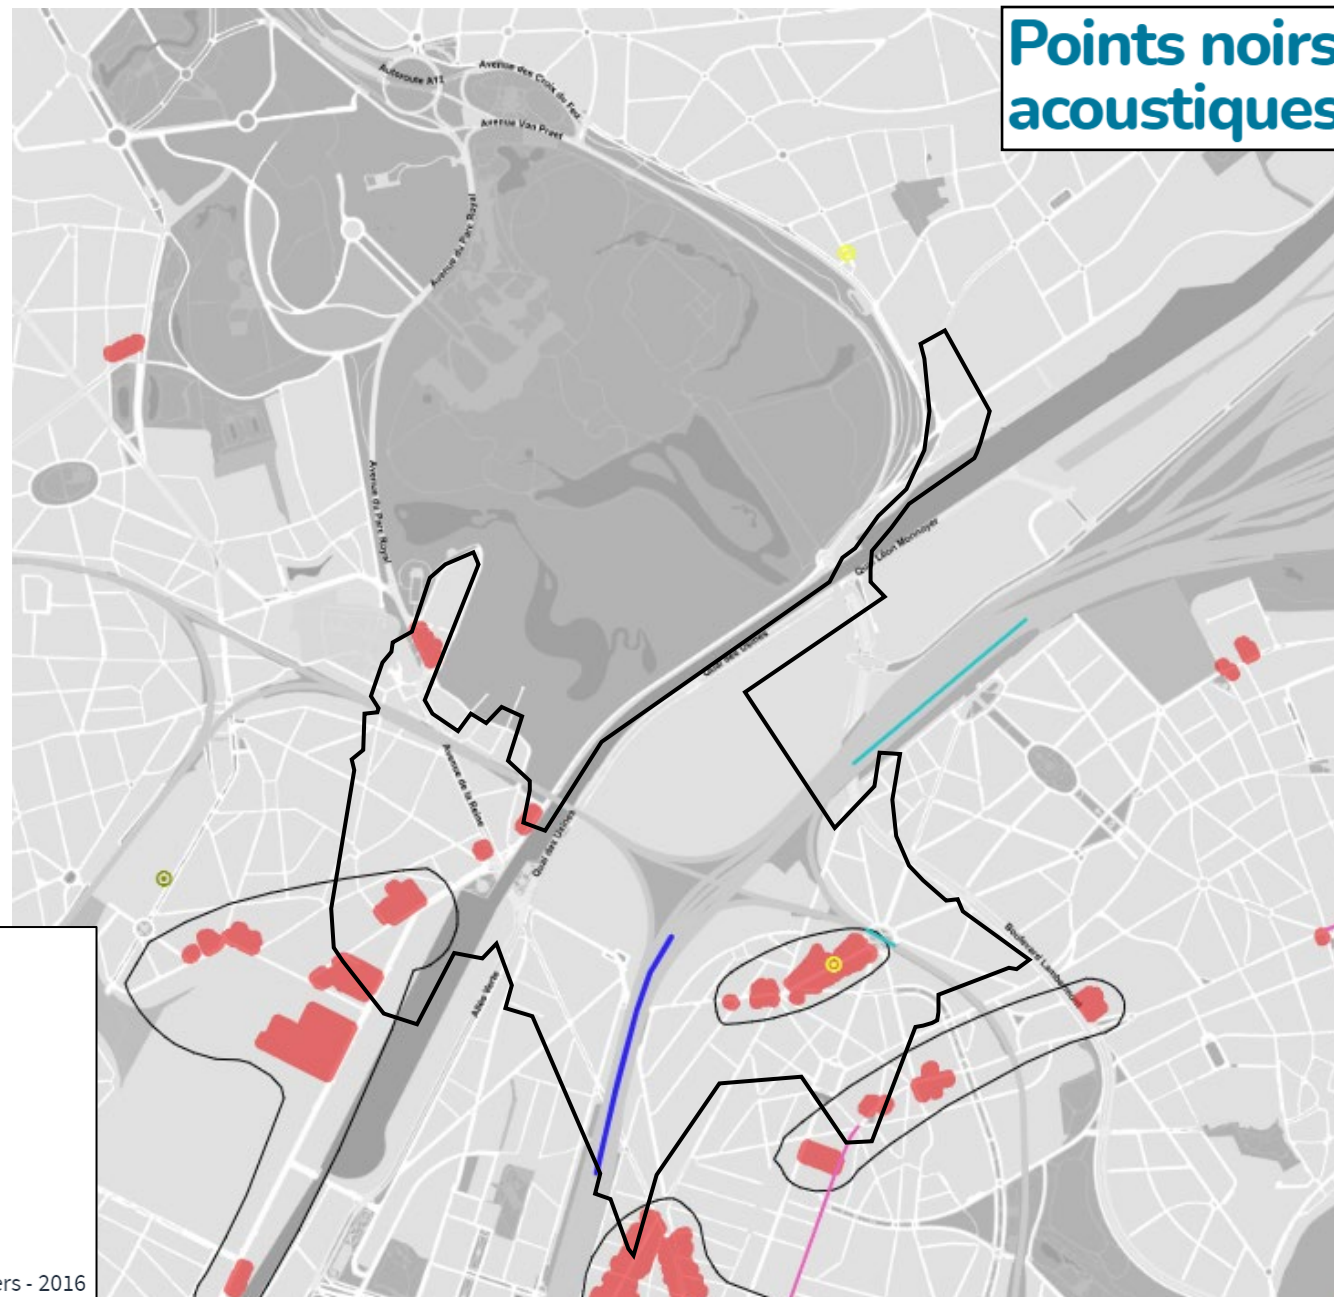 Points noirs
acoustiques
Autoroute A12
Avenue des Croix du Feu
Avenue Van Praet
Avenue du Parc Royal
Avenue du Parc Royal
Quai Léon Monnoyer
Quai des Usines
Avenue de la Reine
Quai des Usines
Allée Verte
Boulevard Lambermont
ers - 2016